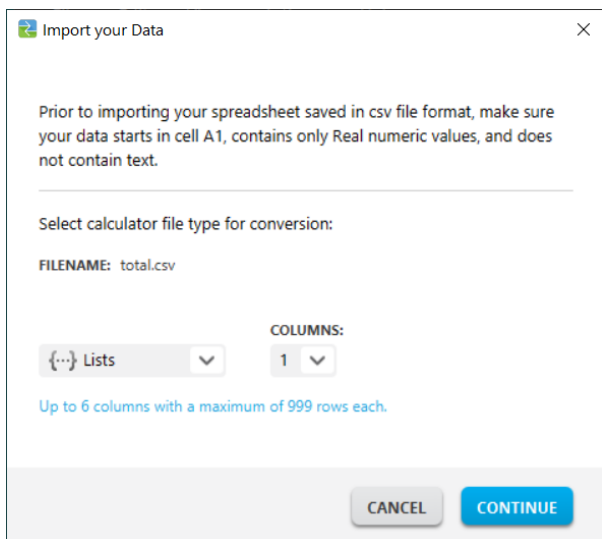 Import your Data
Prior to importing your spreadsheet saved in csv file format, make sure
your data starts in cell A1, contains only Real numeric values, and does
not contain text.
Select calculator file type for conversion:
FILENAME: total.csv
COLUMNS:
{···} Lists 1
Up to 6 columns with a maximum of 999 rows each.
CANCEL CONTINUE